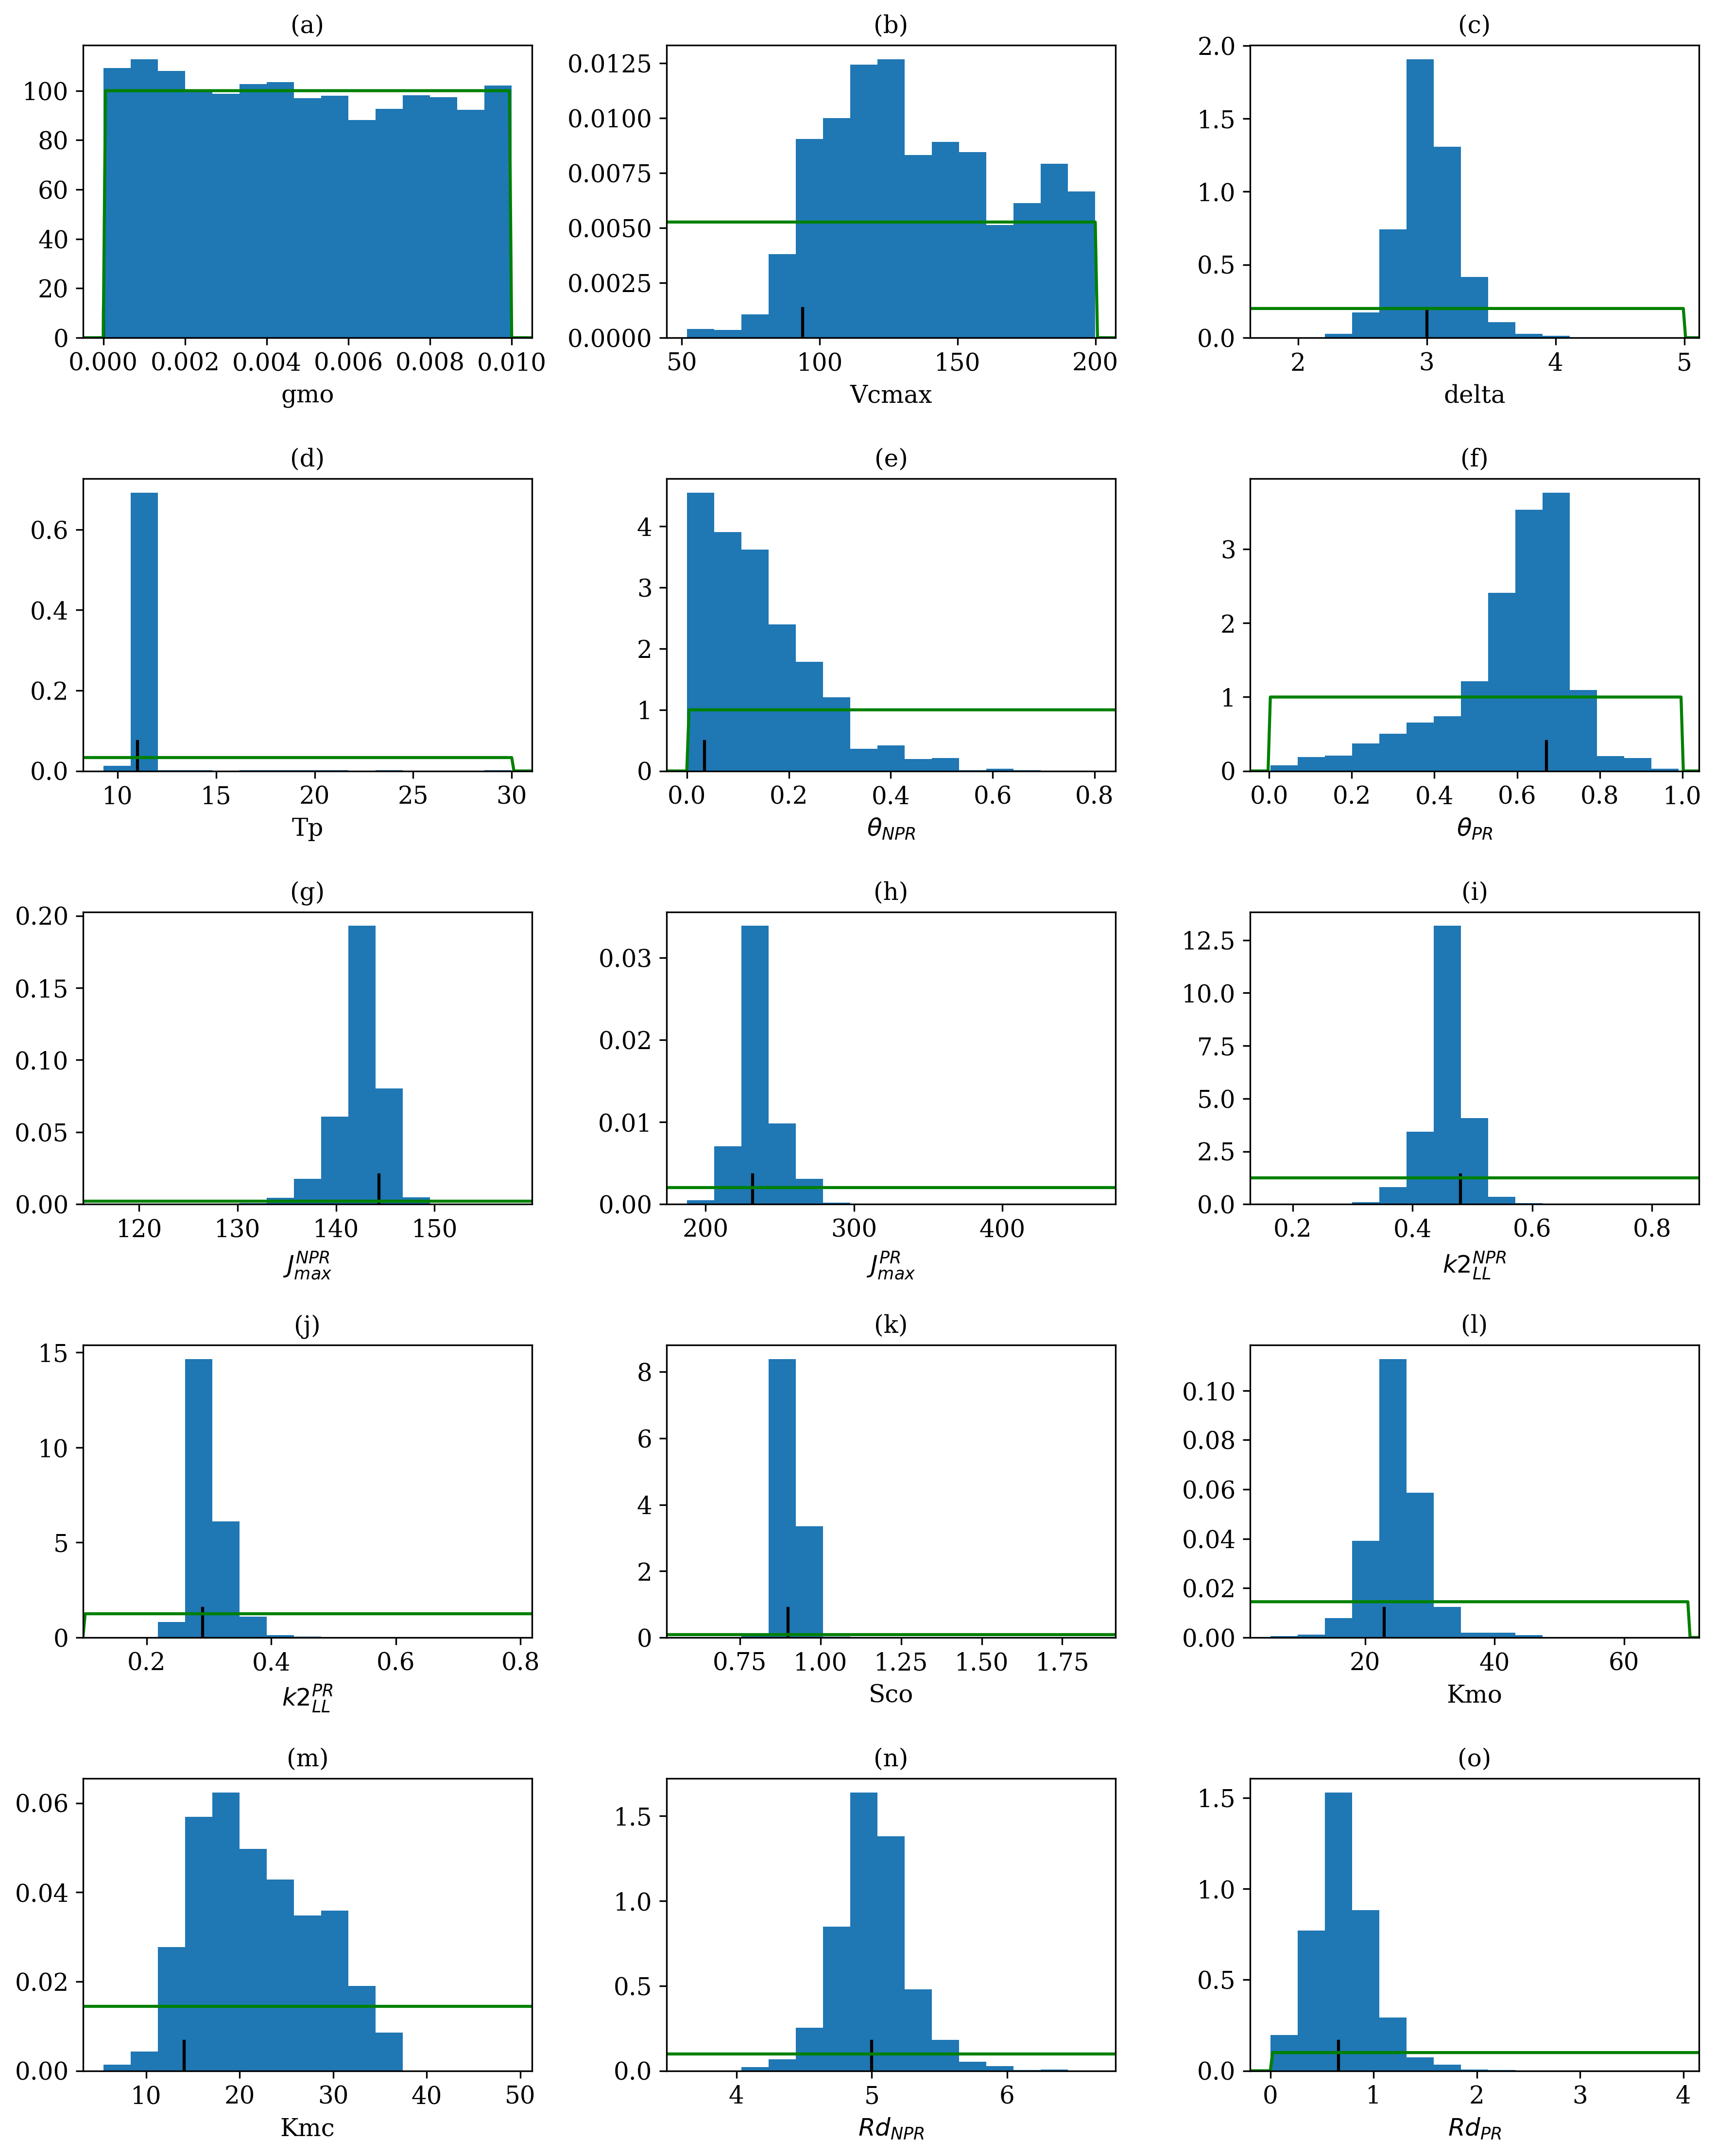 (a)
100
80
60
40
20
0
0.000 0.002 0.004 0.006 0.008 0.010
gmo
(b)
0.0125
0.0100
0.0075
0.0050
0.0025
0.0000
50 100 150 200
Vcmax
(c)
2.0
1.5
1.0
0.5
0.0
2 3 4 5
delta
(d)
0.6
0.4
0.2
0.0
10 15 20 25 30
Tp
(e)
4
3
2
1
0
0.0 0.2 0.4 0.6 0.8
θ_NPR
(f)
3
2
1
0
0.0 0.2 0.4 0.6 0.8 1.0
θ_PR
(g)
0.20
0.15
0.10
0.05
0.00
120 130 140 150
J_max^NPR
(h)
0.03
0.02
0.01
0.00
200 300 400
J_max^PR
(i)
12.5
10.0
7.5
5.0
2.5
0.0
0.2 0.4 0.6 0.8
k2_LL^NPR
(j)
15
10
5
0
0.2 0.4 0.6 0.8
k2_LL^PR
(k)
8
6
4
2
0
0.75 1.00 1.25 1.50 1.75
Sco
(l)
0.10
0.08
0.06
0.04
0.02
0.00
20 40 60
Kmo
(m)
0.06
0.04
0.02
0.00
10 20 30 40 50
Kmc
(n)
1.5
1.0
0.5
0.0
4 5 6
Rd_NPR
(o)
1.5
1.0
0.5
0.0
0 1 2 3 4
Rd_PR